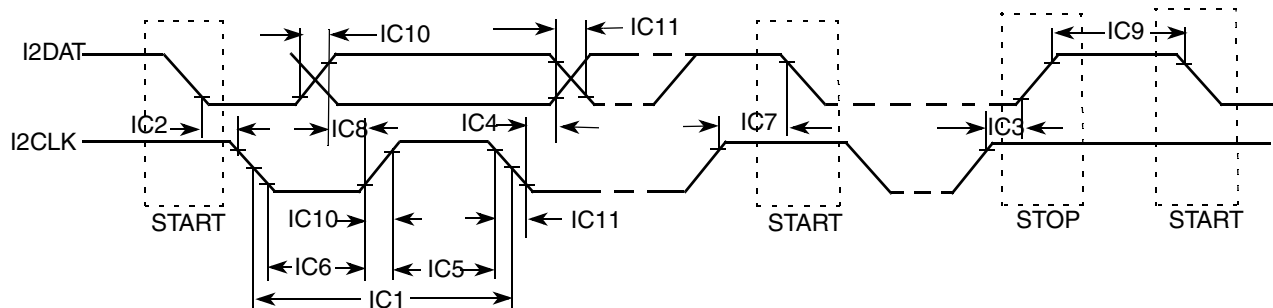 IC10
IC11
IC9
I2DAT
IC2
IC8
IC4
IC7
IC3
I2CLK
START
IC10
IC11
START
STOP
START
IC6
IC5
IC1